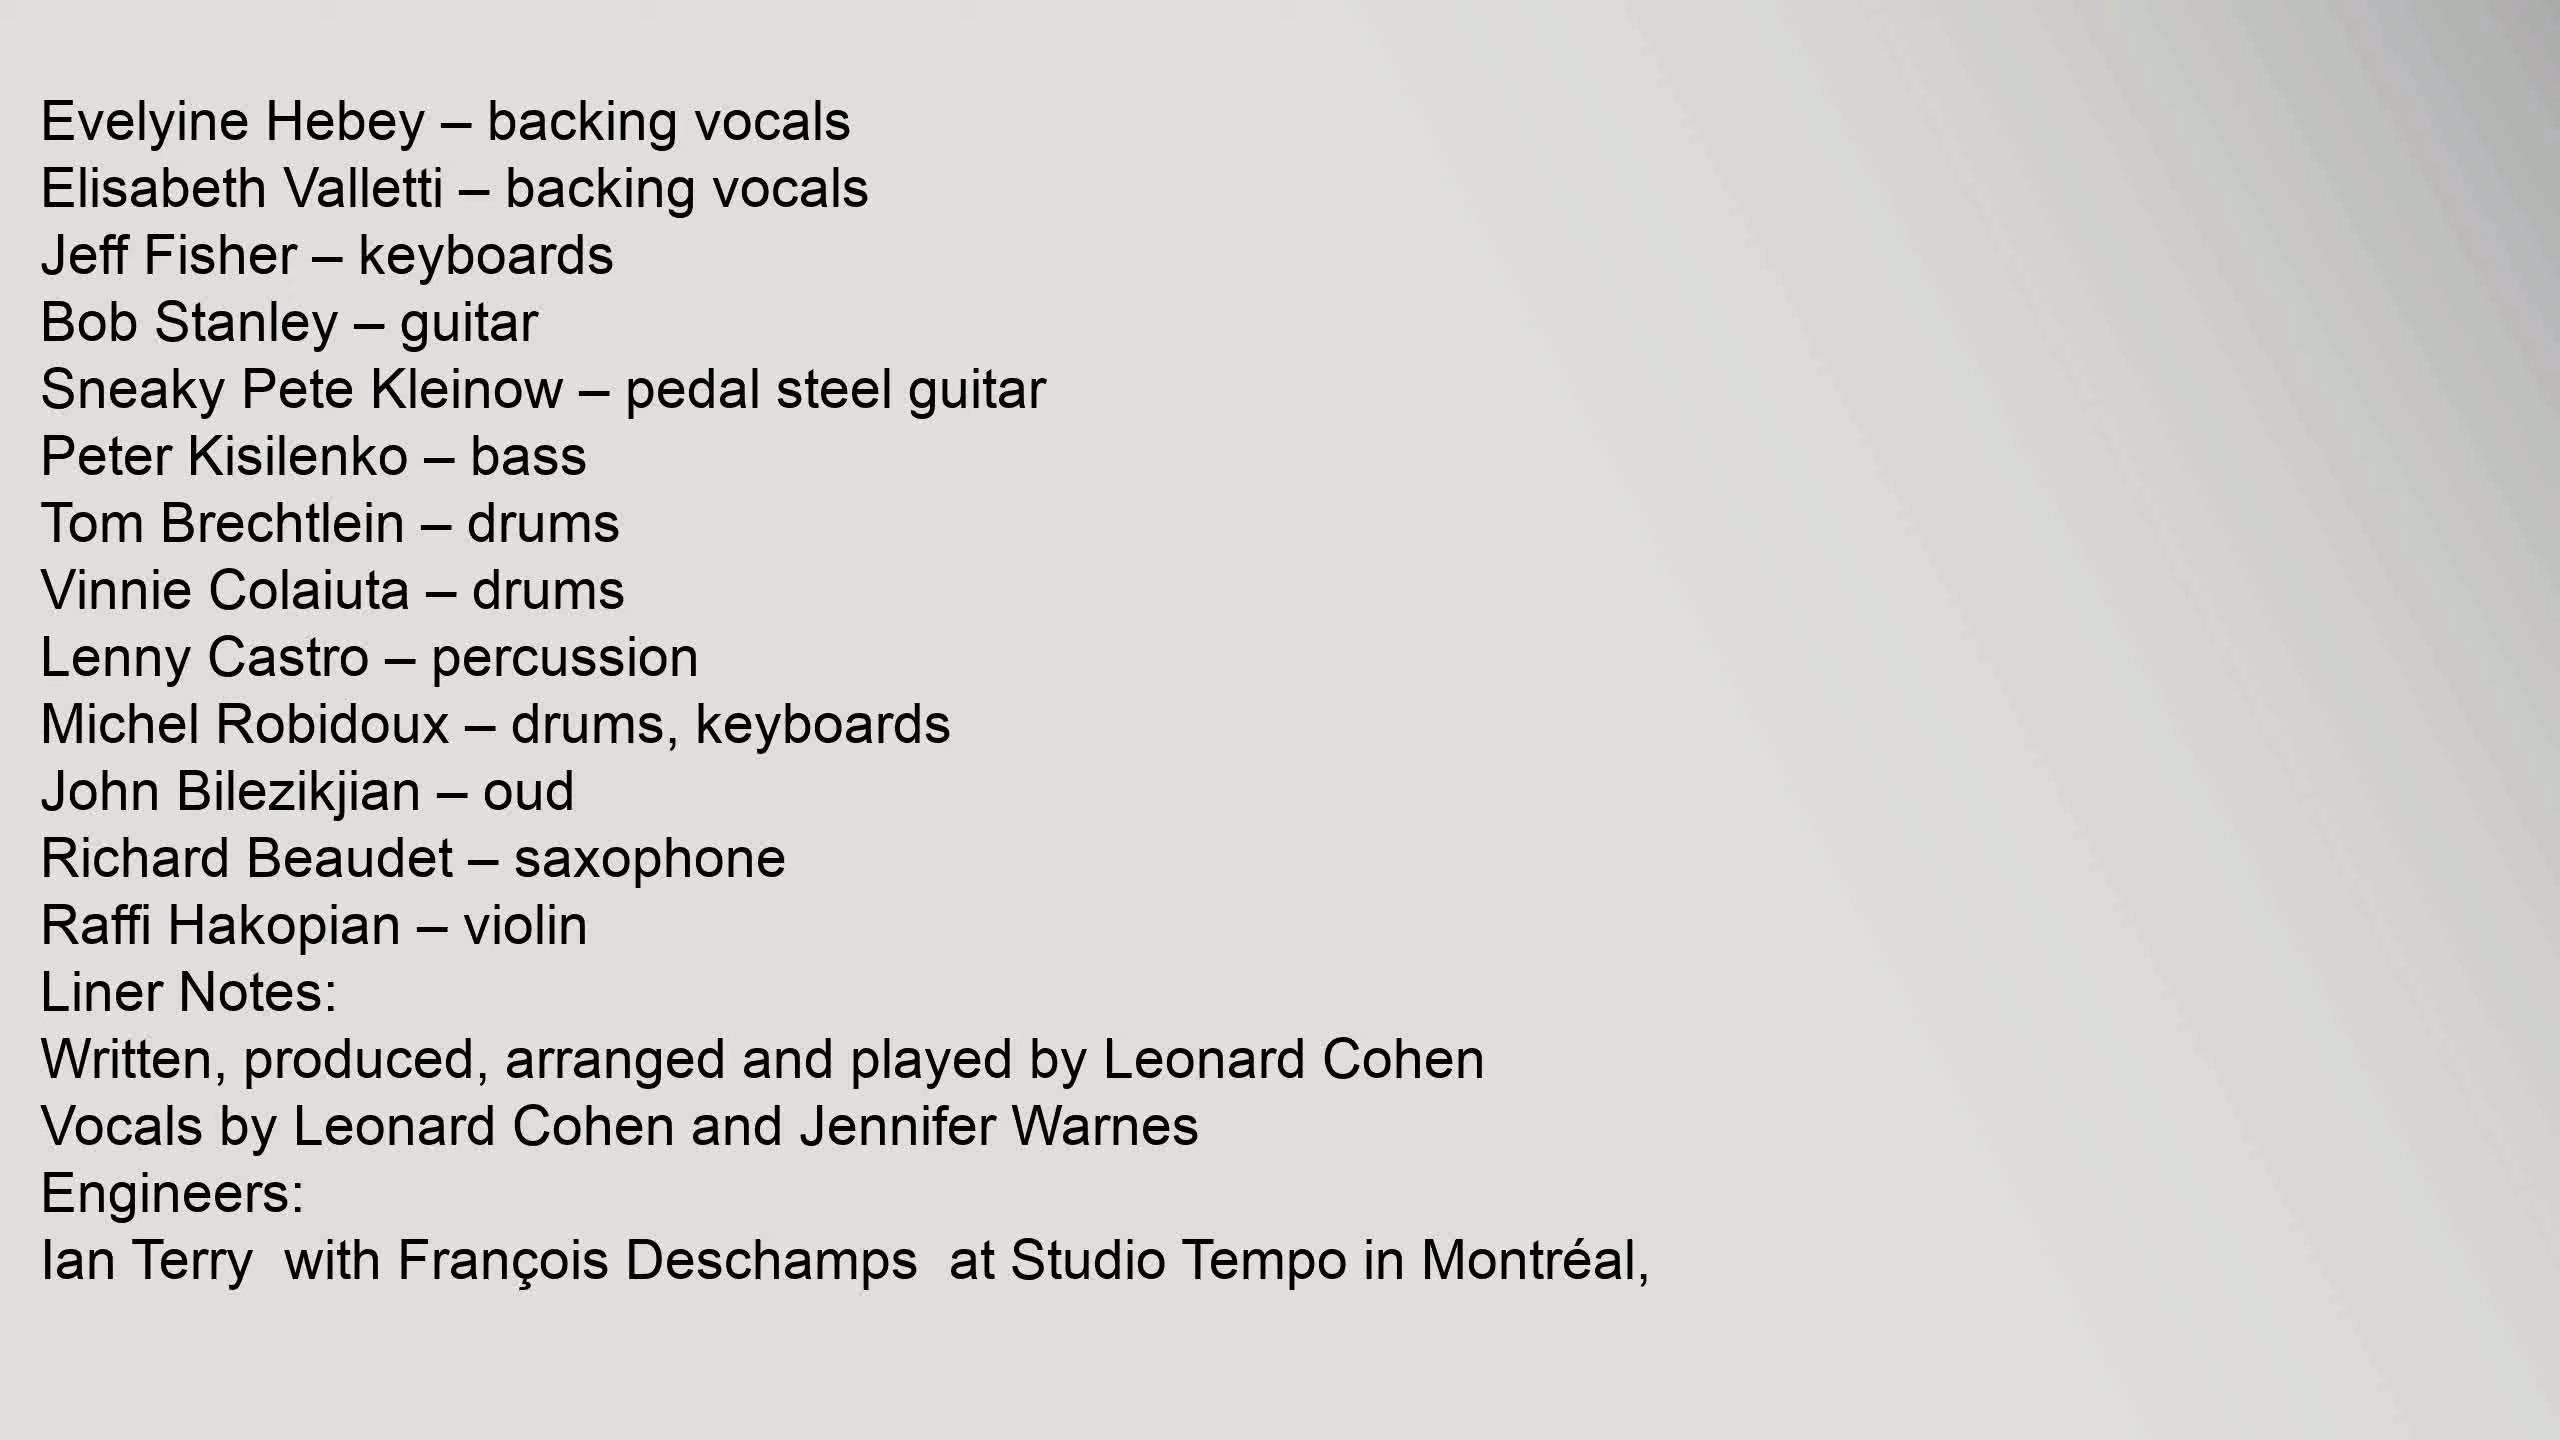 Evelyine Hebey – backing vocals
Elisabeth Valletti – backing vocals
Jeff Fisher – keyboards
Bob Stanley – guitar
Sneaky Pete Kleinow – pedal steel guitar
Peter Kisilenko – bass
Tom Brechtlein – drums
Vinnie Colaiuta – drums
Lenny Castro – percussion
Michel Robidoux – drums, keyboards
John Bilezikjian – oud
Richard Beaudet – saxophone
Raffi Hakopian – violin
Liner Notes:
Written, produced, arranged and played by Leonard Cohen
Vocals by Leonard Cohen and Jennifer Warnes
Engineers:
Ian Terry  with François Deschamps  at Studio Tempo in Montréal,